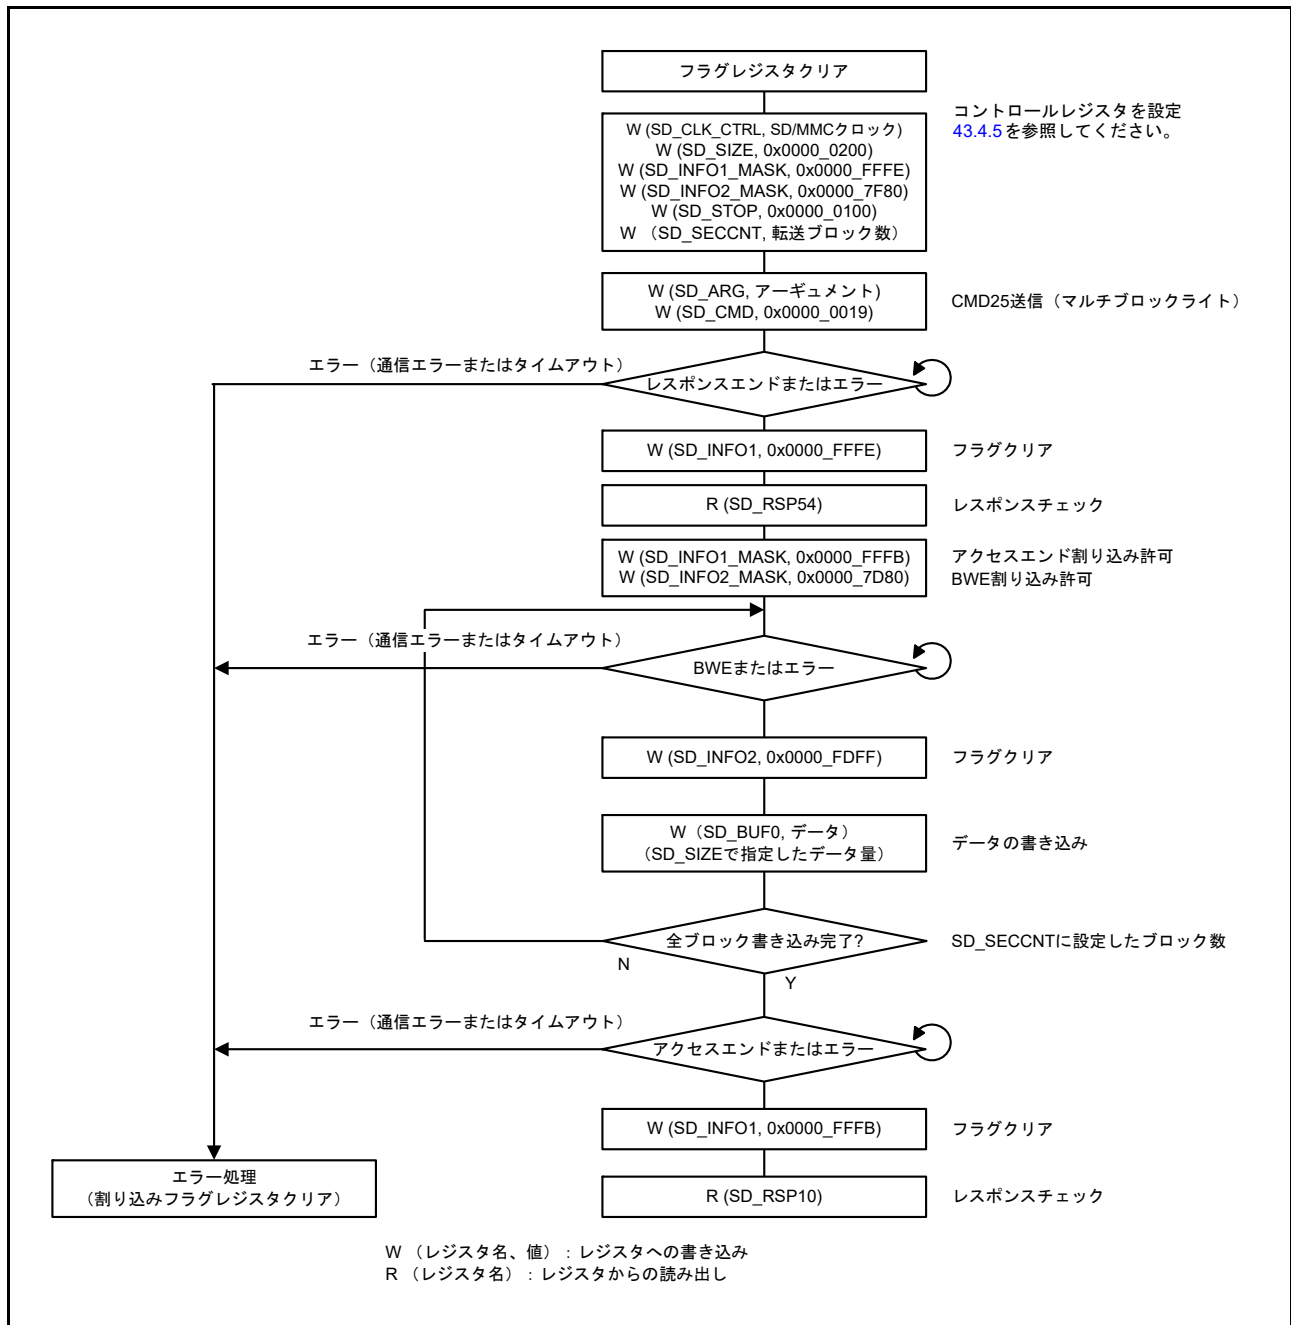 フラグレジスタクリア
コントロールレジスタを設定
43.4.5を参照してください。
W (SD_CLK_CTRL, SD/MMCクロック)
W (SD_SIZE, 0x0000_0200)
W (SD_INFO1_MASK, 0x0000_FFFE)
W (SD_INFO2_MASK, 0x0000_7F80)
W (SD_STOP, 0x0000_0100)
W （SD_SECCNT, 転送ブロック数）
W (SD_ARG, アーギュメント)
W (SD_CMD, 0x0000_0019)
CMD25送信（マルチブロックライト）
エラー（通信エラーまたはタイムアウト）
レスポンスエンドまたはエラー
W (SD_INFO1, 0x0000_FFFE)
フラグクリア
R (SD_RSP54)
レスポンスチェック
W (SD_INFO1_MASK, 0x0000_FFFB)
W (SD_INFO2_MASK, 0x0000_7D80)
アクセスエンド割り込み許可
BWE割り込み許可
エラー（通信エラーまたはタイムアウト）
BWEまたはエラー
W (SD_INFO2, 0x0000_FDFF)
フラグクリア
W（SD_BUF0, データ）
（SD_SIZEで指定したデータ量）
データの書き込み
全ブロック書き込み完了?
SD_SECCNTに設定したブロック数
N
Y
エラー（通信エラーまたはタイムアウト）
アクセスエンドまたはエラー
W (SD_INFO1, 0x0000_FFFB)
フラグクリア
エラー処理
（割り込みフラグレジスタクリア）
R (SD_RSP10)
レスポンスチェック
W （レジスタ名、値）: レジスタへの書き込み
R （レジスタ名）: レジスタからの読み出し